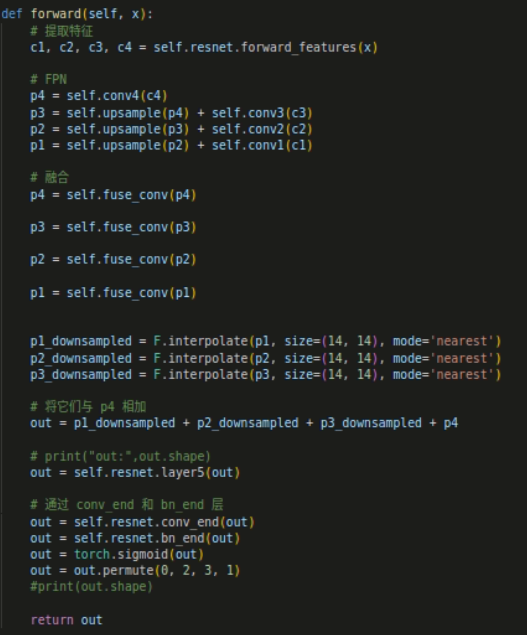 def forward(self, x):
# 提取特征
c1, c2, c3, c4 = self.resnet.forward_features(x)
# FPN
p4 = self.conv4(c4)
p3 = self.upsample(p4) + self.conv3(c3)
p2 = self.upsample(p3) + self.conv2(c2)
p1 = self.upsample(p2) + self.conv1(c1)
# 融合
p4 = self.fuse_conv(p4)
p3 = self.fuse_conv(p3)
p2 = self.fuse_conv(p2)
p1 = self.fuse_conv(p1)
p1_downsampled = F.interpolate(p1, size=(14, 14), mode='nearest')
p2_downsampled = F.interpolate(p2, size=(14, 14), mode='nearest')
p3_downsampled = F.interpolate(p3, size=(14, 14), mode='nearest')
# 将它们与 p4 相加
out = p1_downsampled + p2_downsampled + p3_downsampled + p4
# print("out:",out.shape)
out = self.resnet.layer5(out)
# 通过 conv_end 和 bn_end 层
out = self.resnet.conv_end(out)
out = self.resnet.bn_end(out)
out = torch.sigmoid(out)
out = out.permute(0, 2, 3, 1)
#print(out.shape)
return out